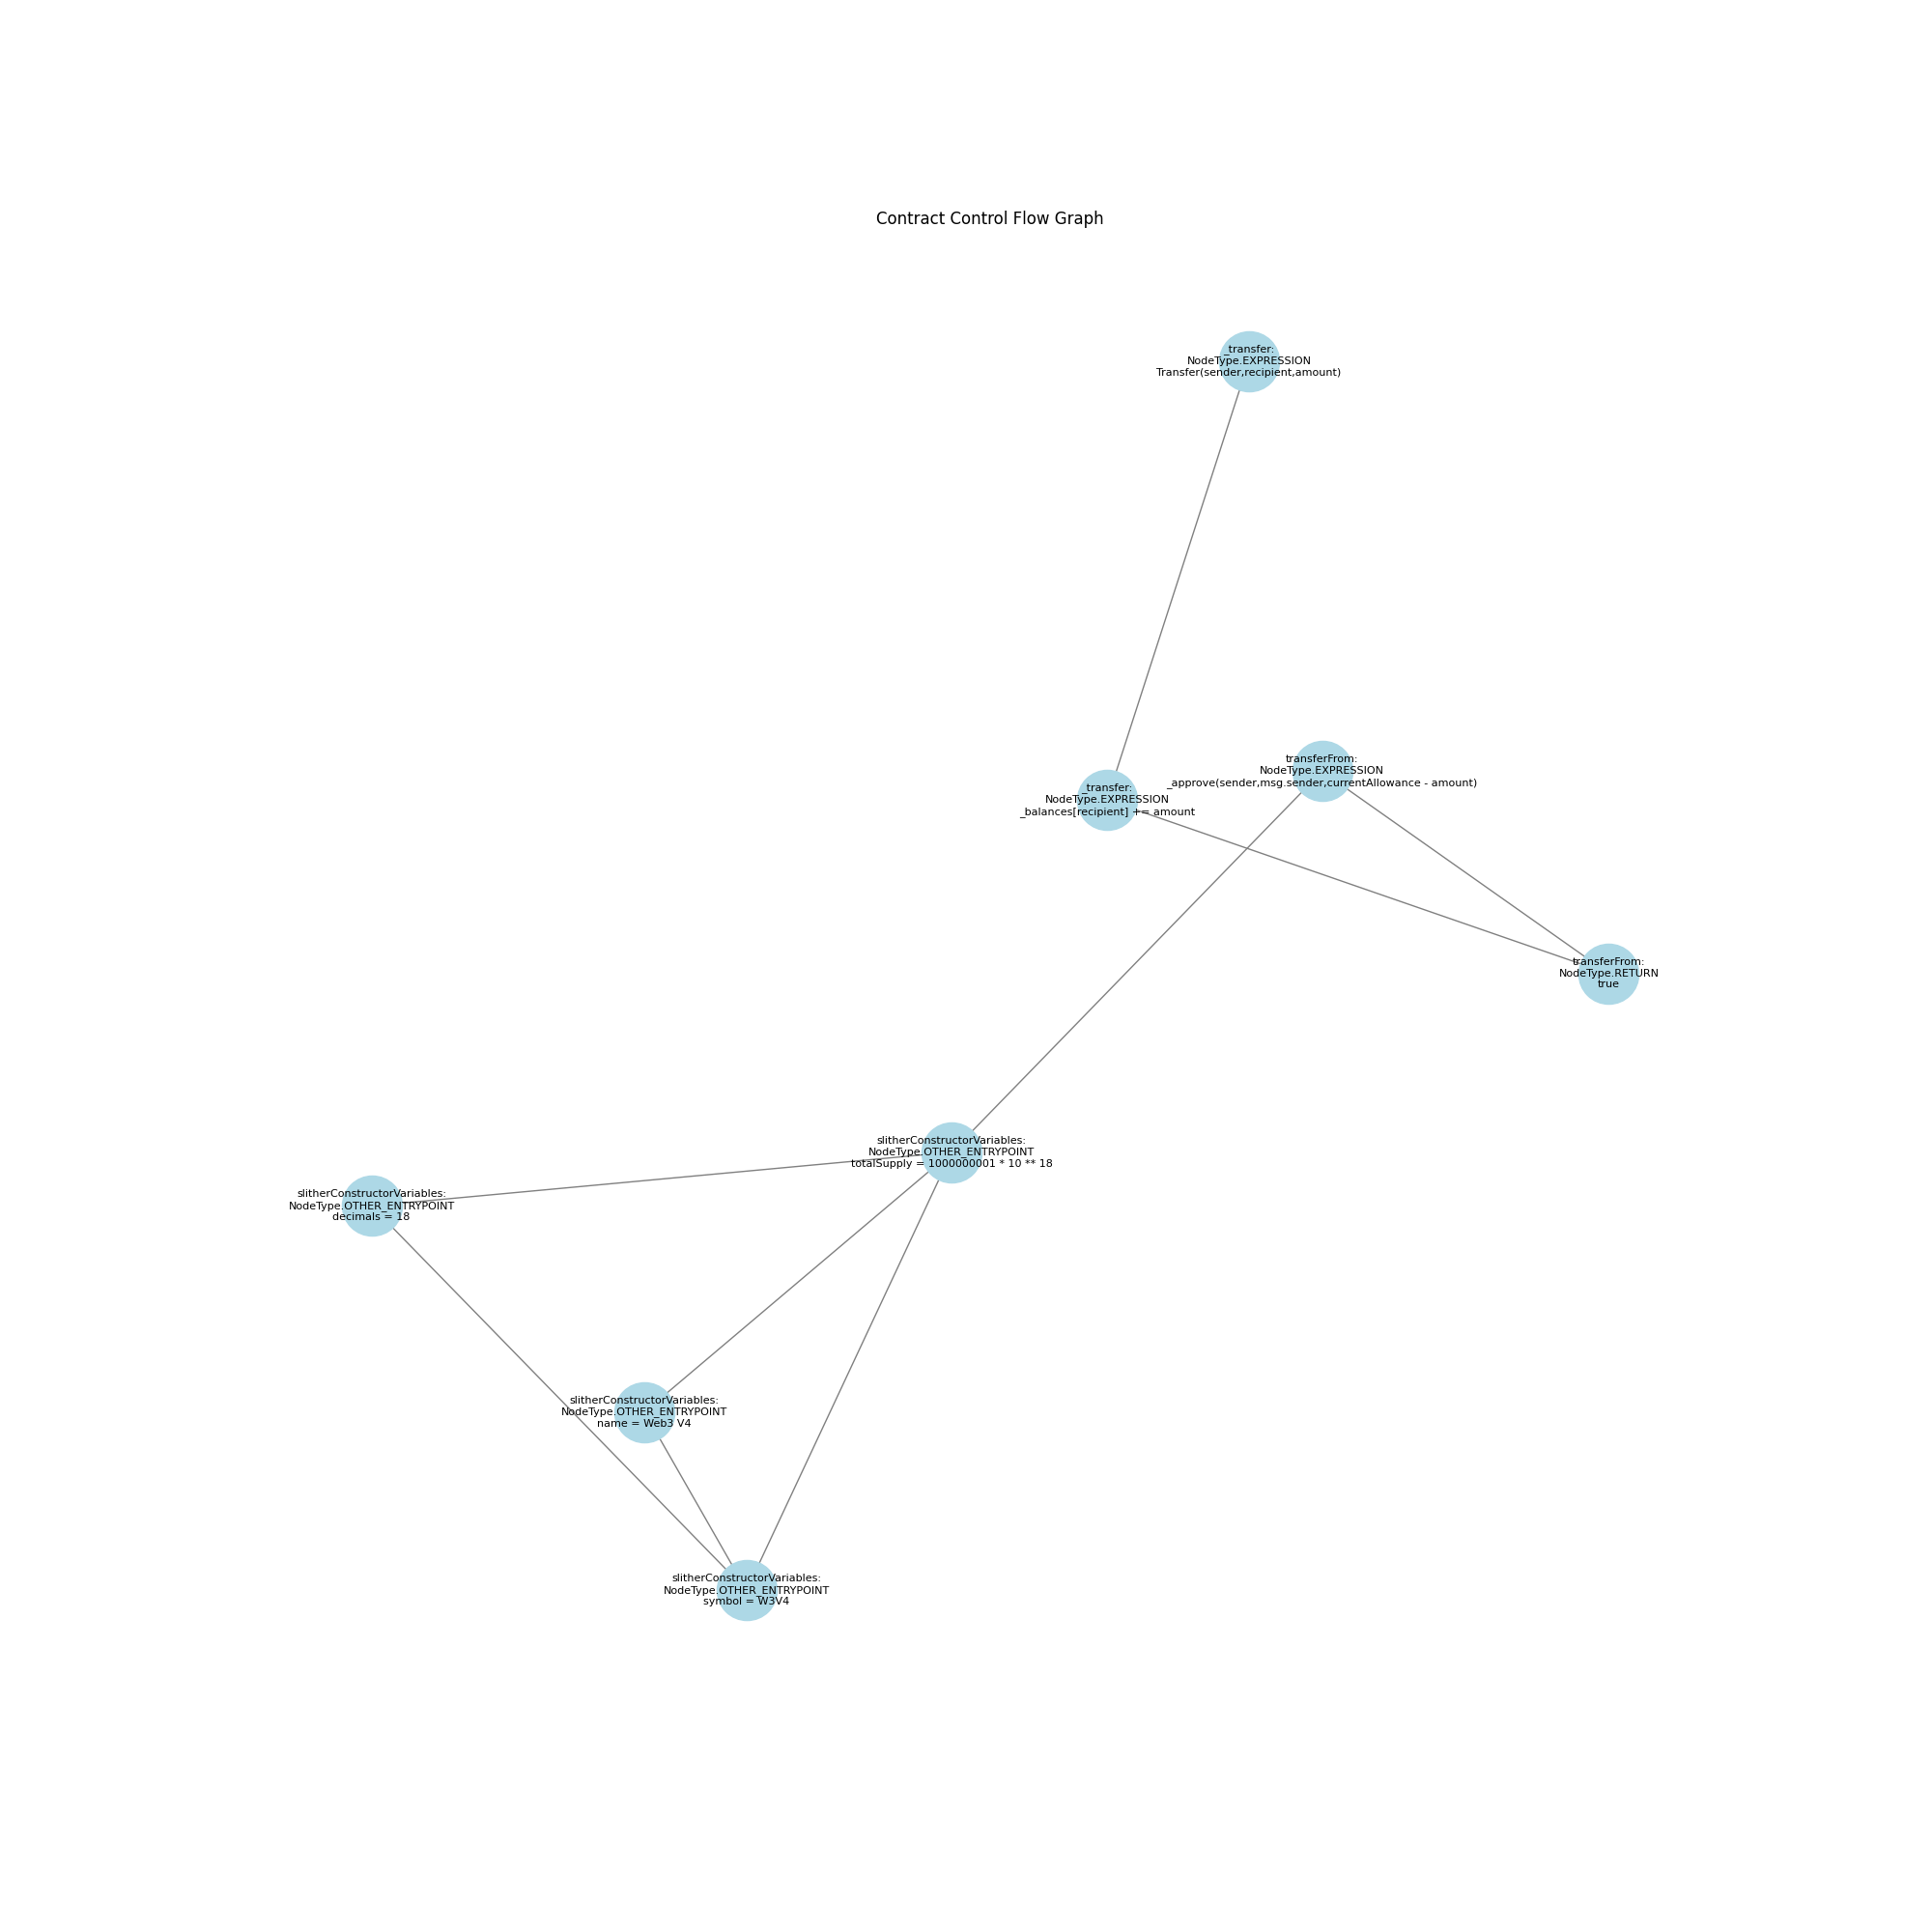 Contract Control Flow Graph
_transfer:
NodeType.EXPRESSION
Transfer(sender,recipient,amount)
transferFrom:
NodeType.EXPRESSION
_approve(sender,msg.sender,currentAllowance - amount)
_transfer:
NodeType.EXPRESSION
_balances[recipient] += amount
transferFrom:
NodeType.RETURN
true
slitherConstructorVariables:
NodeType.OTHER_ENTRYPOINT
totalSupply = 1000000001 * 10 ** 18
slitherConstructorVariables:
NodeType.OTHER_ENTRYPOINT
decimals = 18
slitherConstructorVariables:
NodeType.OTHER_ENTRYPOINT
name = Web3 V4
slitherConstructorVariables:
NodeType.OTHER_ENTRYPOINT
symbol = W3V4